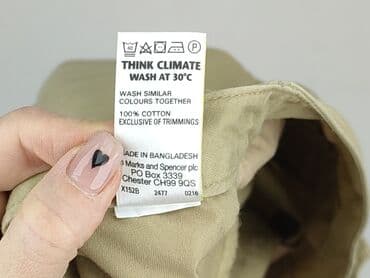 40 P
THINK CLIMATE
WASH AT 30°C
WASH SIMILAR
COLOURS TOGETHER
100% COTTON
EXCLUSIVE OF TRIMMINGS
MADE IN BANGLADESH
Marks and Spencer plc
PO Box 3339
Chester CH99 9QS
X152B 2477 0216